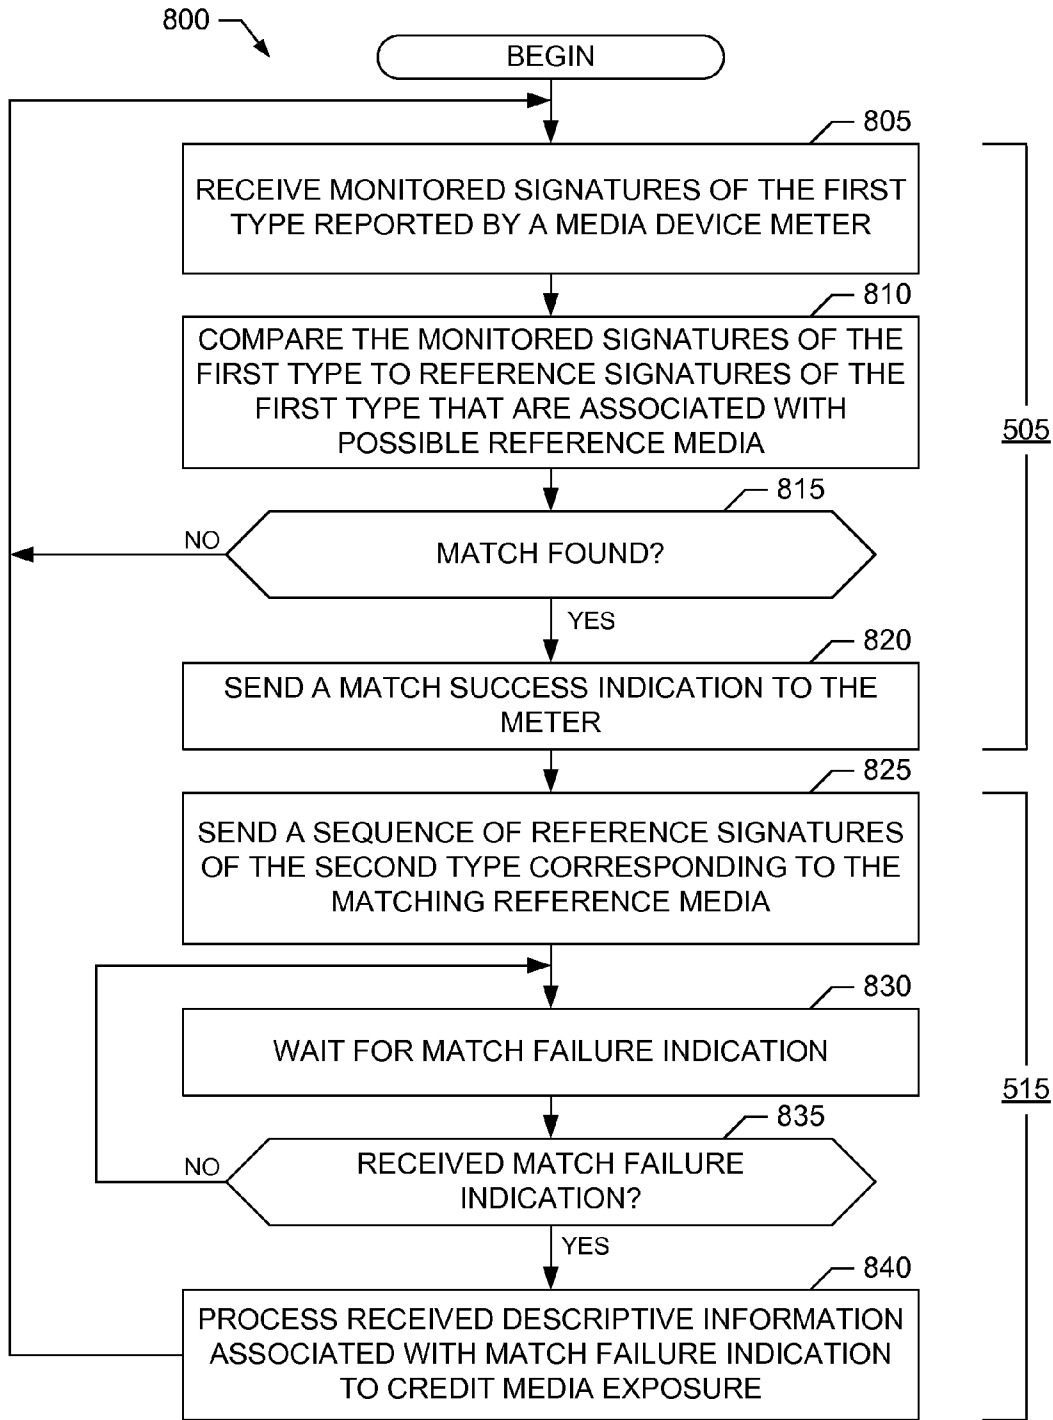 800
BEGIN
805
RECEIVE MONITORED SIGNATURES OF THE FIRST
TYPE REPORTED BY A MEDIA DEVICE METER
810
COMPARE THE MONITORED SIGNATURES OF THE
FIRST TYPE TO REFERENCE SIGNATURES OF THE
FIRST TYPE THAT ARE ASSOCIATED WITH
POSSIBLE REFERENCE MEDIA
505
815
NO
MATCH FOUND?
YES
820
SEND A MATCH SUCCESS INDICATION TO THE
METER
825
SEND A SEQUENCE OF REFERENCE SIGNATURES
OF THE SECOND TYPE CORRESPONDING TO THE
MATCHING REFERENCE MEDIA
830
WAIT FOR MATCH FAILURE INDICATION
515
835
NO
RECEIVED MATCH FAILURE
INDICATION?
YES
840
PROCESS RECEIVED DESCRIPTIVE INFORMATION
ASSOCIATED WITH MATCH FAILURE INDICATION
TO CREDIT MEDIA EXPOSURE